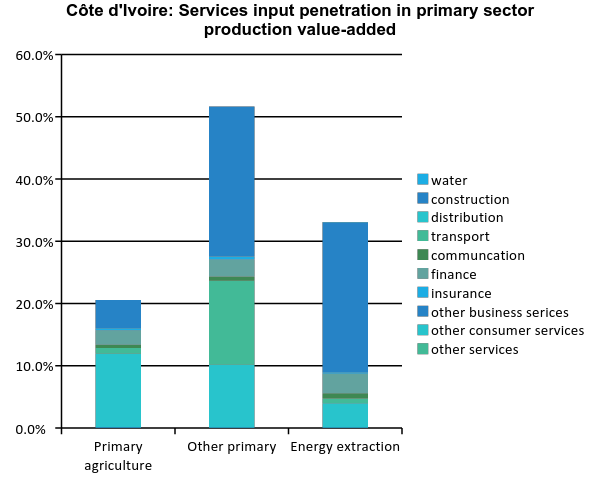 Côte d'Ivoire: Services input penetration in primary sector
production value-added
60.0%
50.0%
40.0%
30.0%
20.0%
10.0%
0.0%
Primary
agriculture
Other primary
Energy extraction
water
construction
distribution
transport
communcation
finance
insurance
other business serices
other consumer services
other services